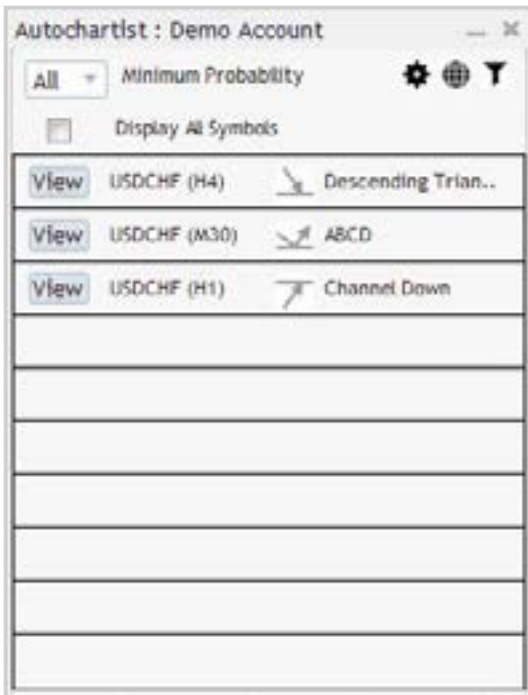 Autochartist : Demo Account
All Minimum Probability
Display All Symbols
View USDCHF (H4) Descending Trian..
View USDCHF (M30) ABCD
View USDCHF (H1) Channel Down